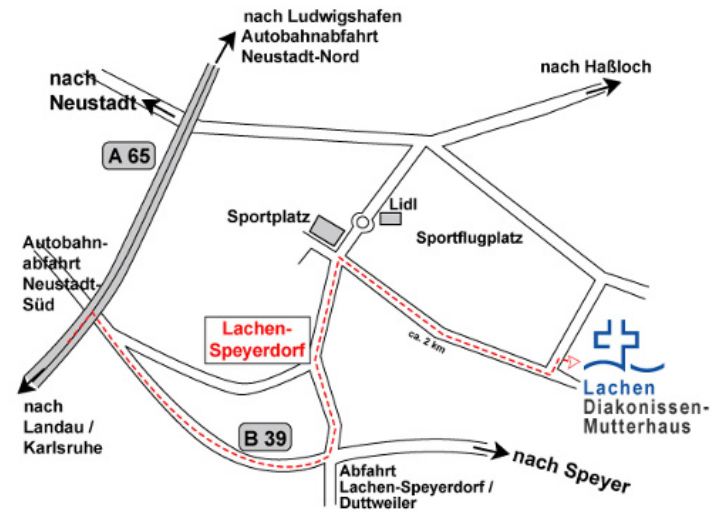 nach Ludwigshafen
Autobahnabfahrt
Neustadt-Nord
nach Haßloch
nach
Neustadt
A 65
Lidl
Sportplatz
Sportflugplatz
Autobahn-
abfahrt
Neustadt-
Süd
Lachen-
Speyerdorf
ca. 2 km
Lachen
Diakonissen-
Mutterhaus
nach
Landau /
Karlsruhe
B 39
nach Speyer
Abfahrt
Lachen-Speyerdorf /
Duttweiler